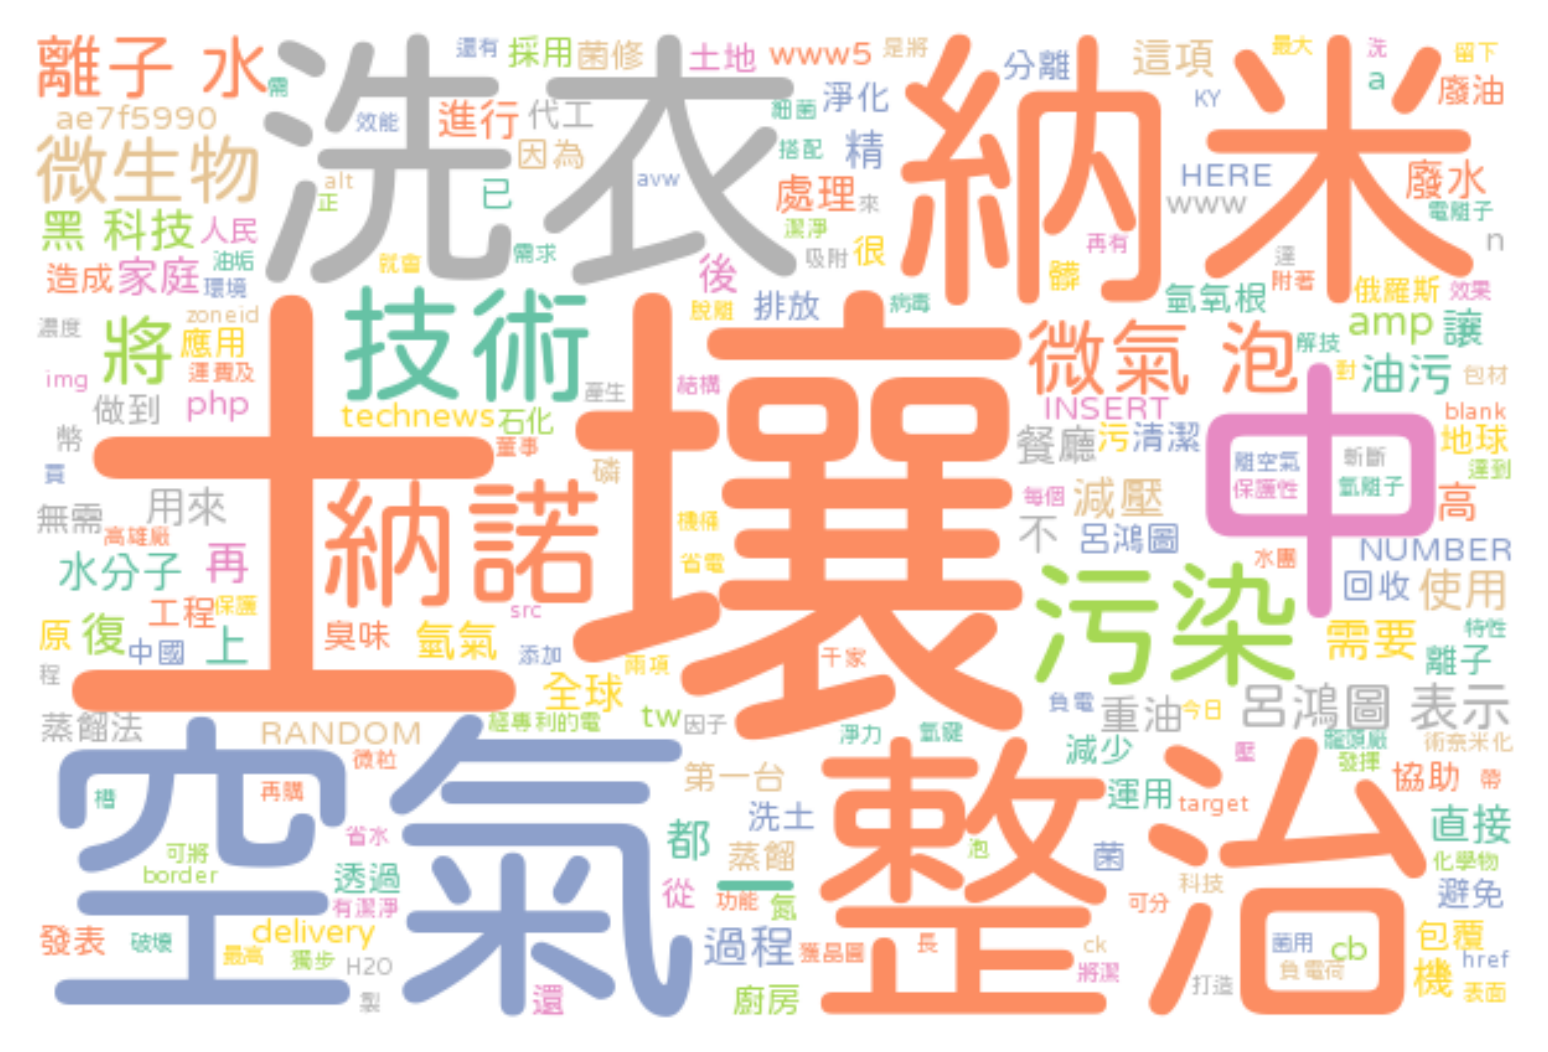 離子 水
洗衣
納米
還有
採用
菌修
土地
www5
是將
分離
這項
最大
洗
留下
a
廢油
KY
需
ae7f5990
效能
進行
代工
細菌
淨化
微生物
因為
搭配
精
alt
正
已
avw
處理
來
HERE
www
廢水
電離子
黑 科技
人民
潔淨
再有
n
油垢
需求
吸附
很
造成
家庭
環境
就會
後
髒
達
附著
俄羅斯
效果
氫氧根
脫離
排放
病毒
濃度
zoneid
將
應用
技術
土壤
微氣 泡
amp
讓
解技
img
運費及
結構
產生
對
油污
包材
做到
php
technews
石化
INSERT
中
blank
幣
董事
餐廳
污
清潔
地球
買
磷
離空氣
斬斷
達到
保護性
氫離子
無需
用來
納諾
每個
減壓
高
高雄廠
機桶
不
呂鴻圖
NUMBER
水分子
再
省電
水團
污染
回收
使用
工程
保護
src
原
復
臭味
氫氣
特性
需要
中國
上
添加
兩項
千家
離子
程
全球
負電
重油
今日
呂鴻圖 表示
蒸餾法
RANDOM
經專利的電
tw
因子
淨力
氫鍵
減少
壓
龍頭廠
術奈米化
發揮
空氣
微粒
第一台
整治
協助
帶
槽
再購
運用
target
省水
洗土
直接
可將
都
蒸餾
泡
菌
化學物
border
透過
一
科技
避免
有潔淨
從
功能
氮
可分
發表
破壞
delivery
過程
獲品圖
長
ck
菌用
cb
包覆
最高
獨步
H2O
將潔
負電荷
機
href
製
還
廚房
打造
表面